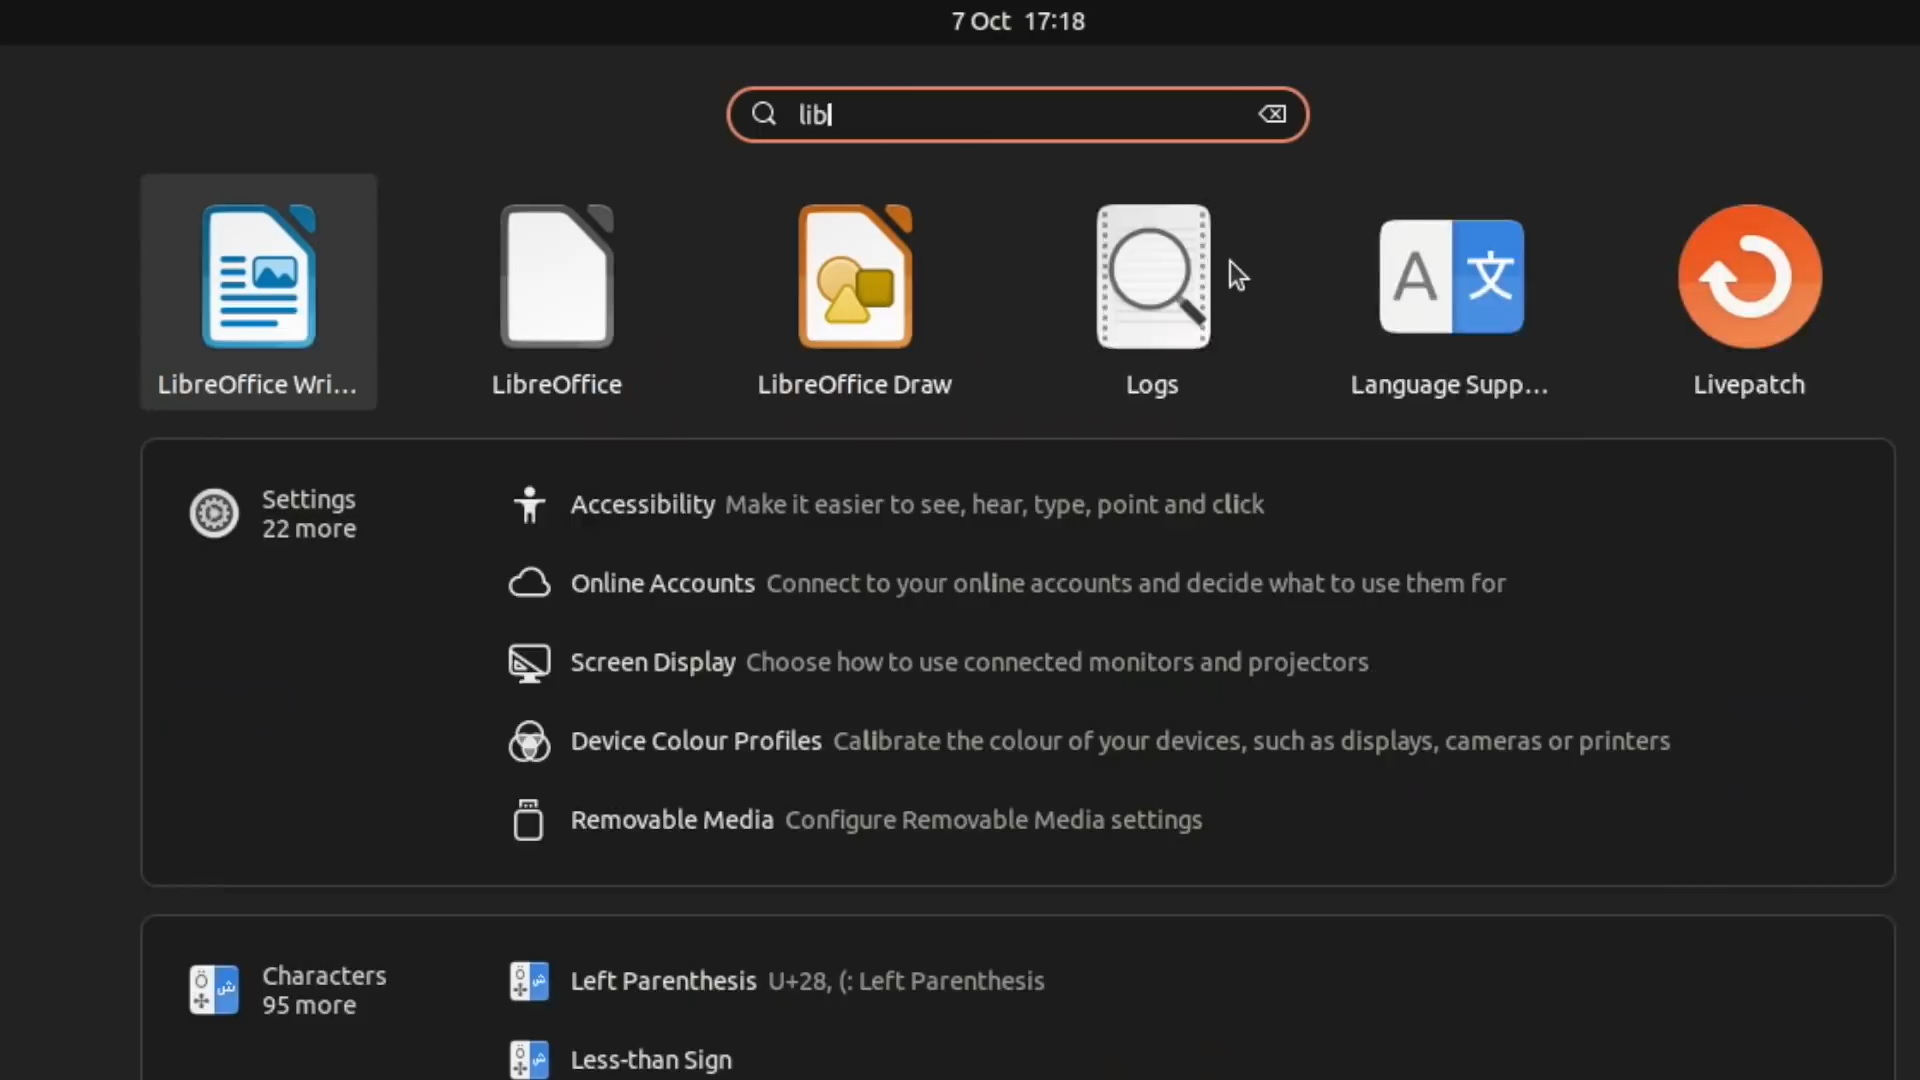 7 Oct 17:18
lib
LibreOffice Wri...
LibreOffice
LibreOffice Draw
Logs
Language Supp...
Livepatch
Settings
22 more
Accessibility Make it easier to see, hear, type, point and click
Online Accounts Connect to your online accounts and decide what to use them for
Screen Display Choose how to use connected monitors and projectors
Device Colour Profiles Calibrate the colour of your devices, such as displays, cameras or printers
Removable Media Configure Removable Media settings
Characters
95 more
Left Parenthesis U+28, (: Left Parenthesis
Less-than Sign